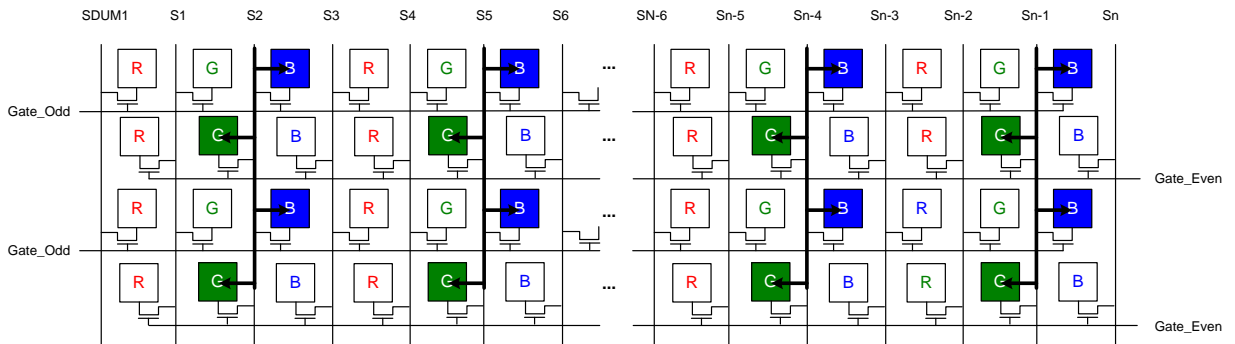 SDUM1 S1 S2 S3 S4 S5 S6 SN-6 Sn-5 Sn-4 Sn-3 Sn-2 Sn-1 Sn
R G B R G B ... R G B R G B
Gate_Odd
R G B R G B ... R G B R G B
Gate_Even
R G B R G B ... R G B R G B
Gate_Odd
R G B R G B ... R G B R G B
Gate_Even